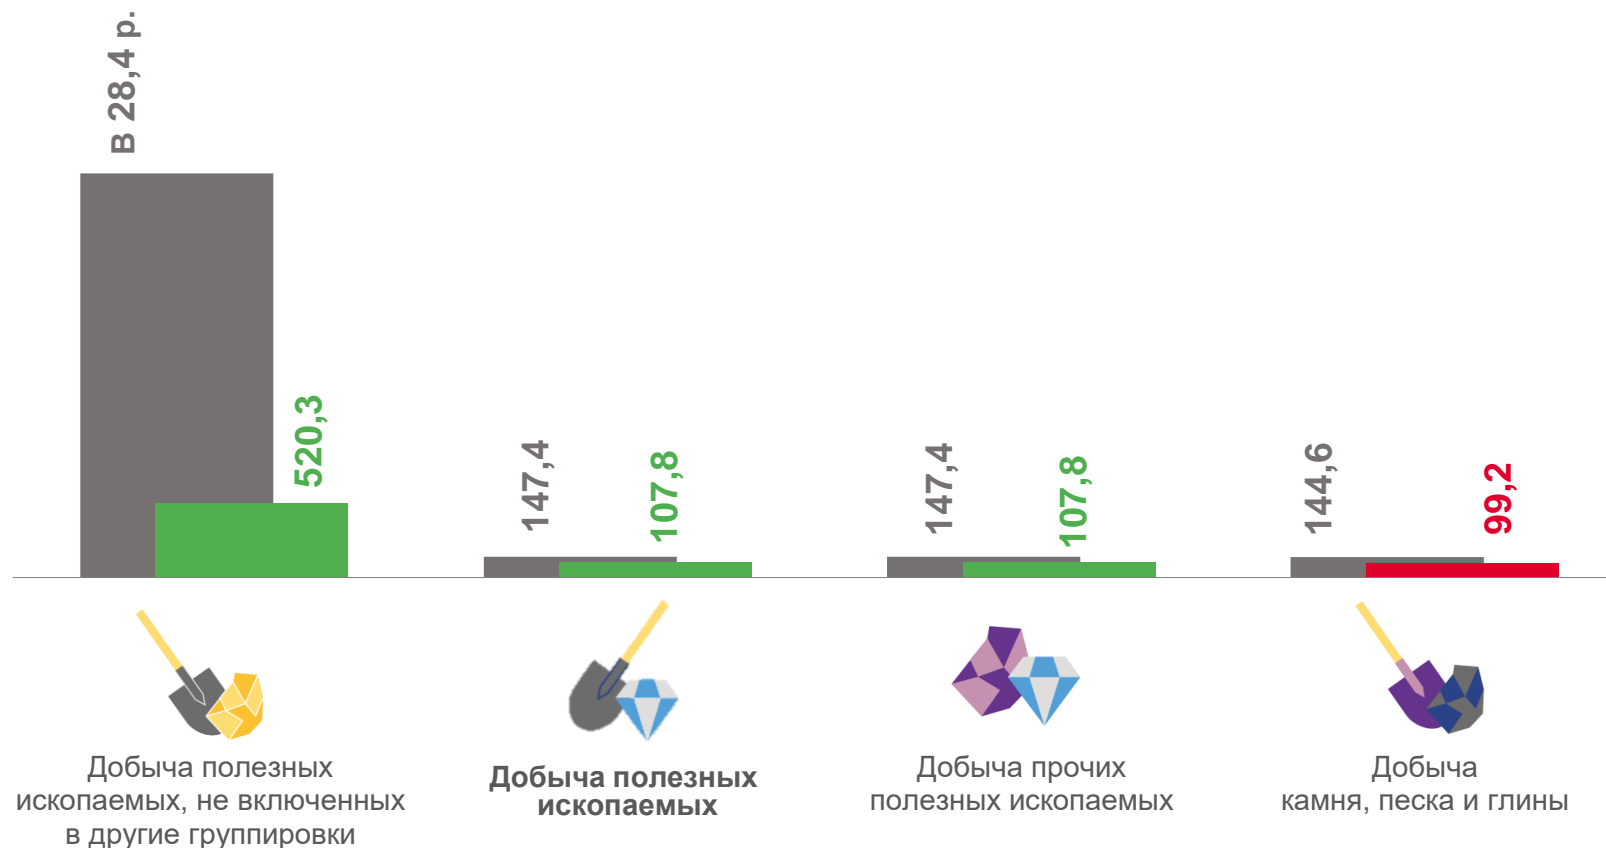 В 28,4 р.
520,3
147,4
107,8
147,4
107,8
144,6
99,2
Добыча полезных
ископаемых, не включенных
в другие группировки
Добыча полезных
ископаемых
Добыча прочих
полезных ископаемых
Добыча
камня, песка и глины